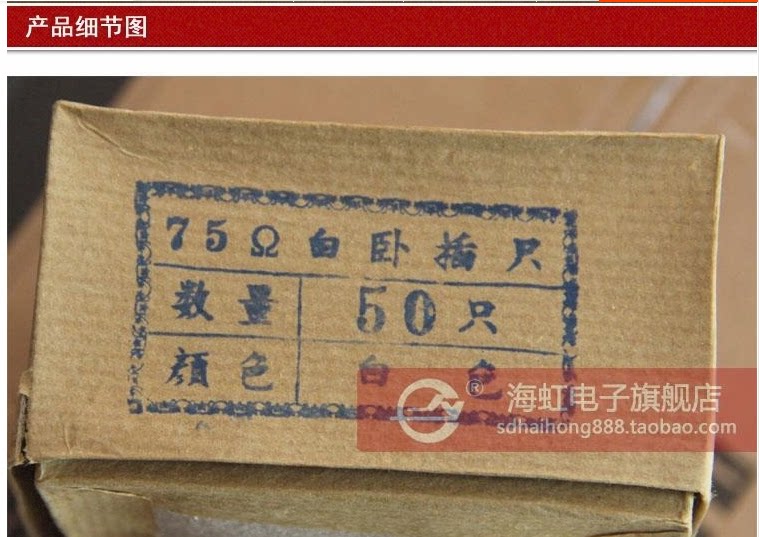 产品细节图
75Ω白卧插尺
数量 50只
颜色 白色
®
海虹电子旗舰店
sdhaihong888.taobao.com